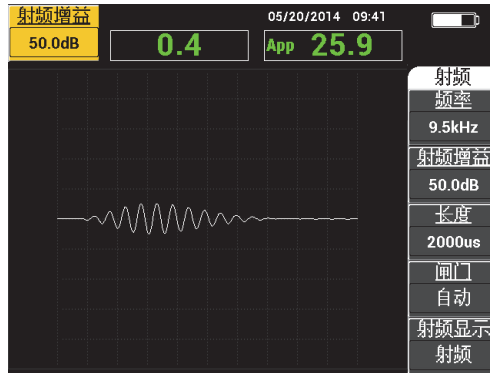 射频增益
50.0dB
05/20/2014 09:41
0.4
App 25.9
射频
频率
9.5kHz
射频增益
50.0dB
长度
2000us
闸门
自动
射频显示
射频